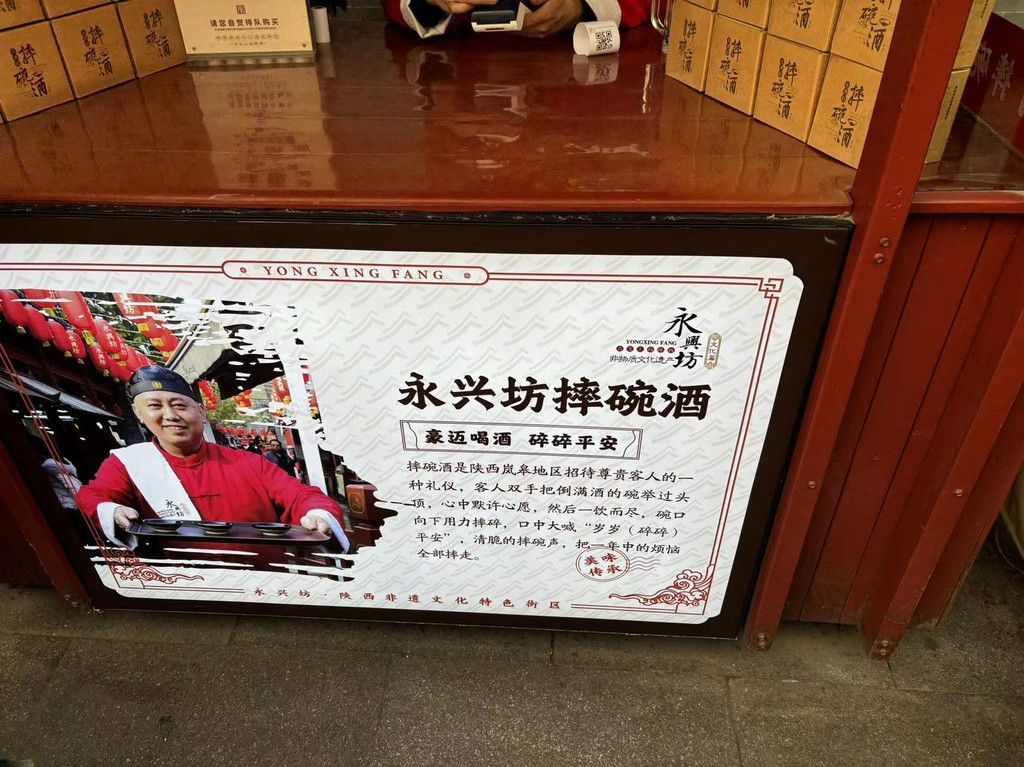 请您自觉排队购买
摔碗酒
摔碗酒
摔碗酒
摔碗酒
摔碗酒
摔碗酒
摔碗酒
YONG XING FANG
永興坊
YONGXING FANG
非物质文化遗产
永兴坊摔碗酒
豪迈喝酒 碎碎平安
摔碗酒是陕西岚皋地区招待尊贵客人的一
种礼仪,客人双手把倒满酒的碗举过头
顶,心中默许心愿,然后一饮而尽,碗口
向下用力摔碎,口中大喊“岁岁(碎碎)
平安”,清脆的摔碗声,把一年中的烦恼
全部摔走。
美味
传承
永兴坊·陕西非遗文化特色街区